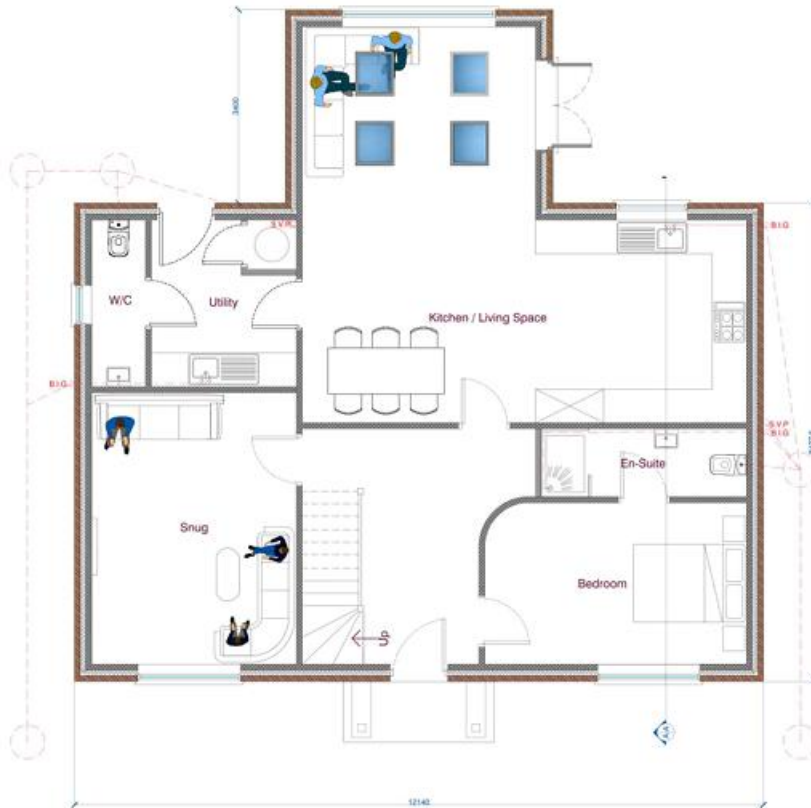 3400
S.V.P.
B.I.G
W/C
Utility
Kitchen / Living Space
B.I.G
S.V.P
B.I.G
En-Suite
Snug
Bedroom
UP
A-A
12140